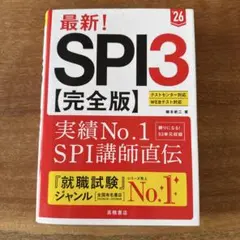 最新!
'26
SPI3
【完全版】
テストセンター対応
WEBテスト対応
実績No.1
SPI講師直伝
『就職試験』
ジャンル
No.1
高橋書店